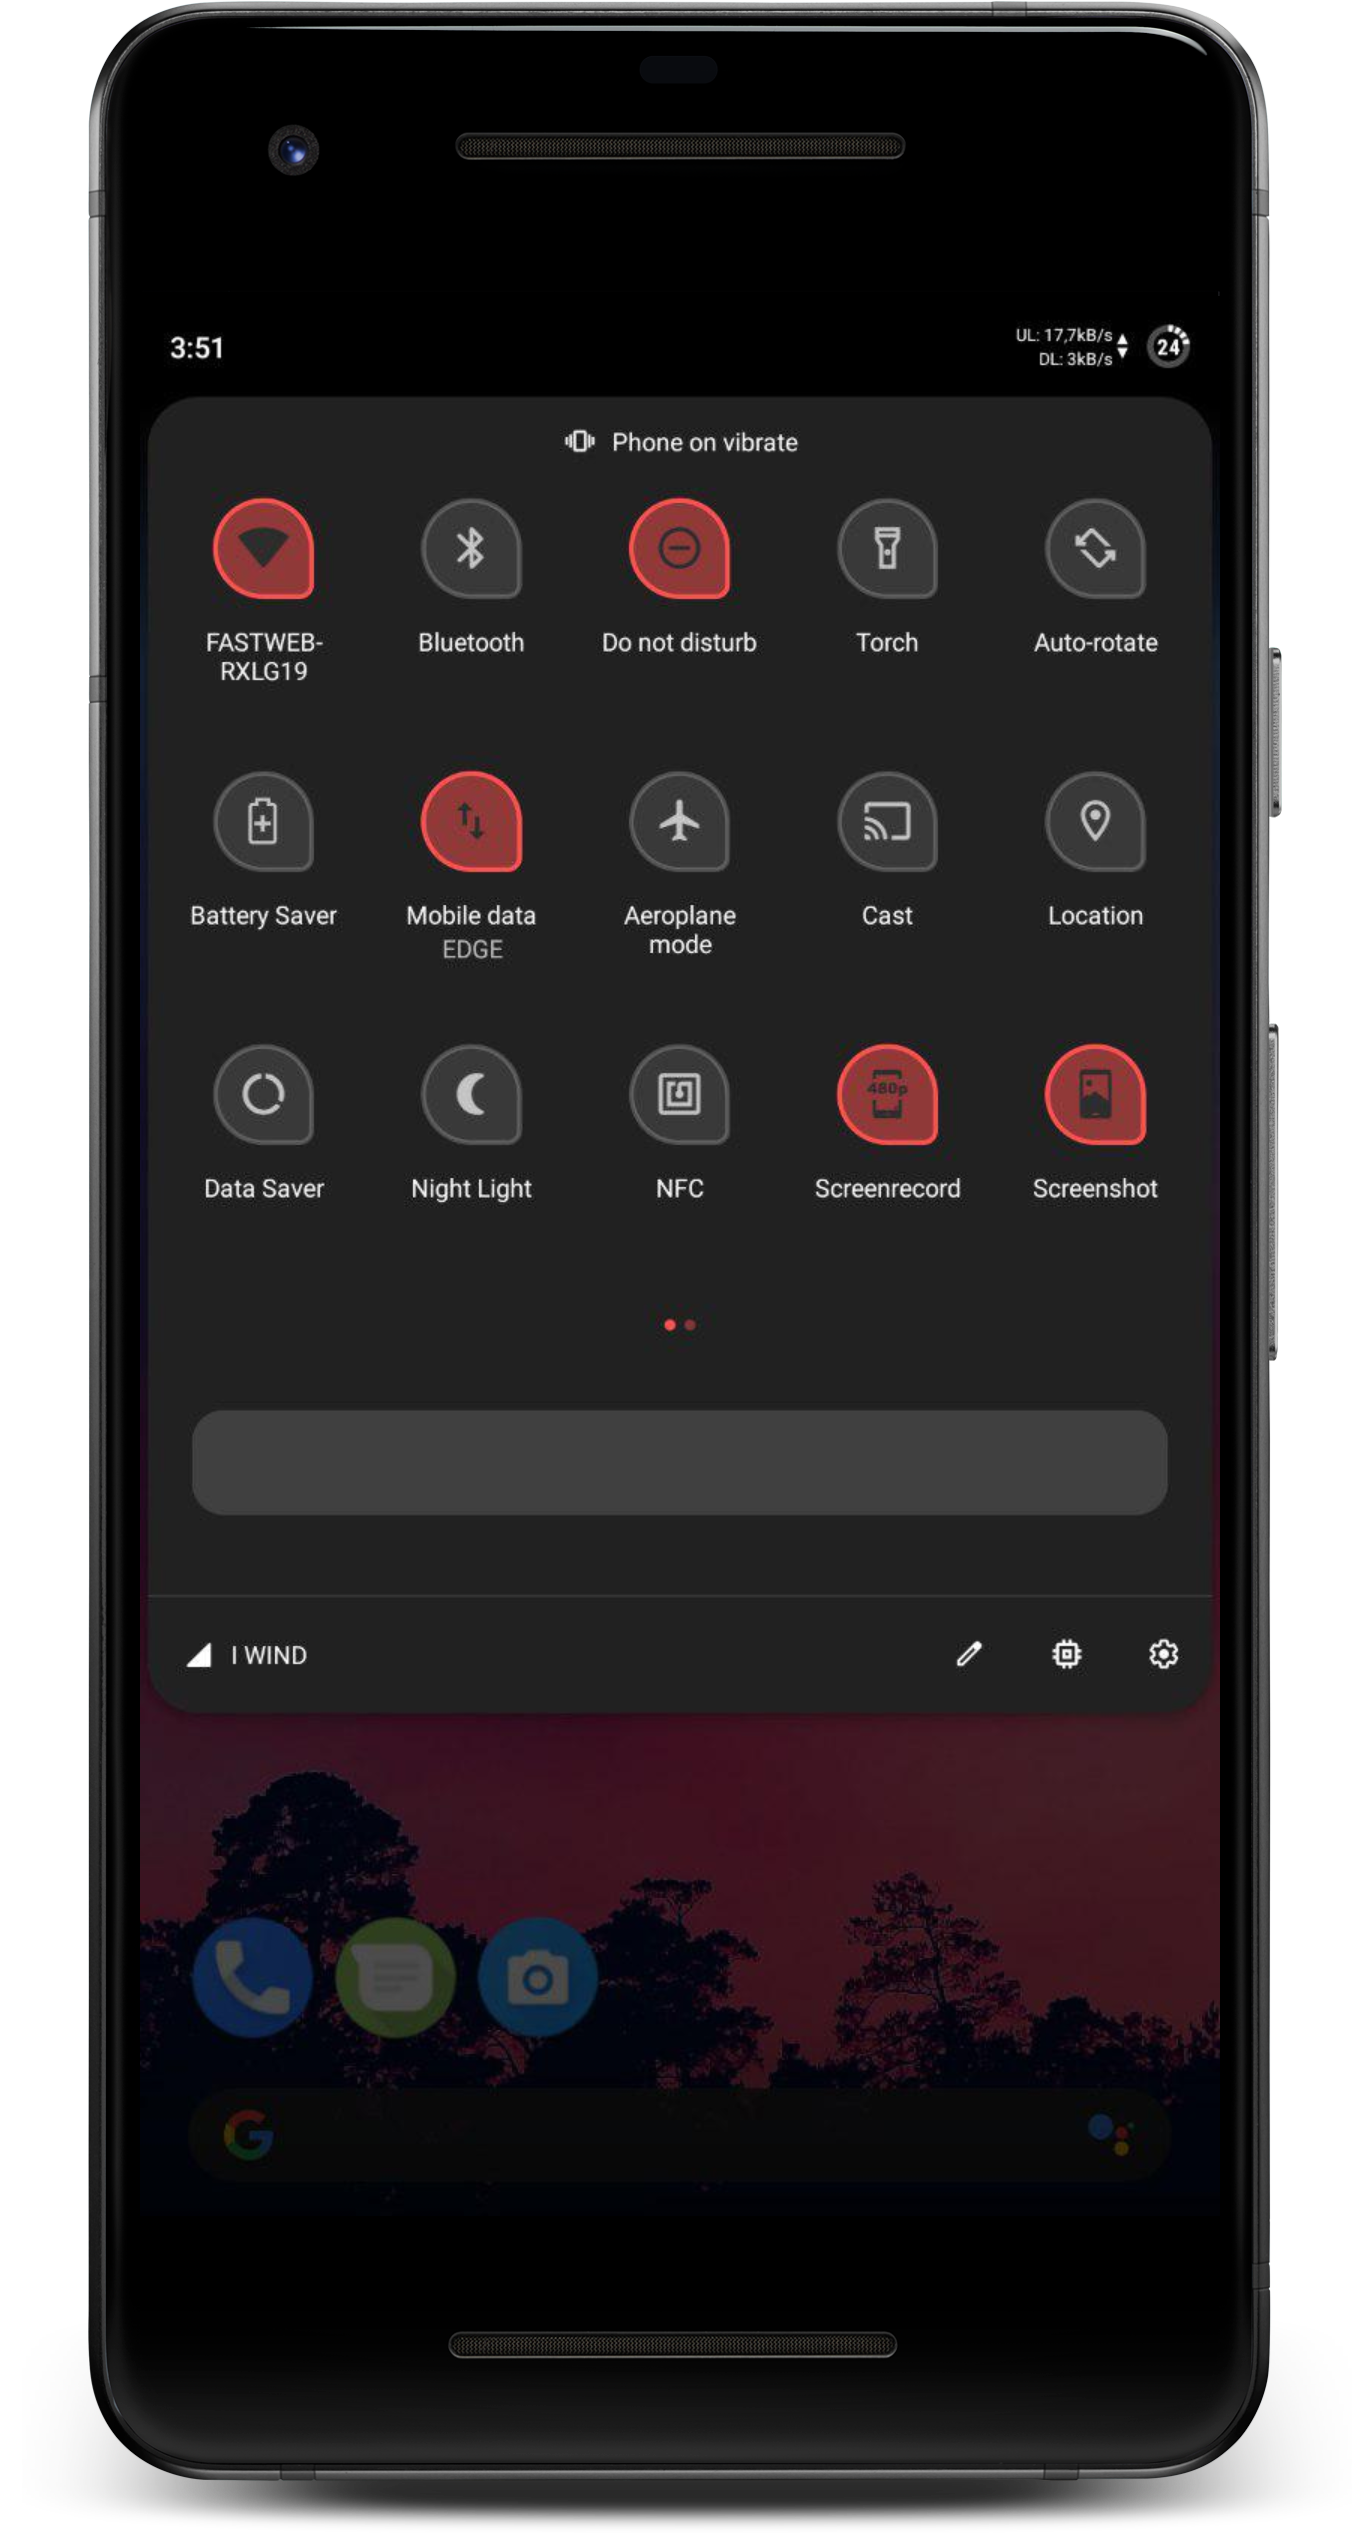 3:51
UL: 17,7kB/s
DL: 3kB/s
24
Phone on vibrate
FASTWEB-
RXLG19
Bluetooth
Do not disturb
Torch
Auto-rotate
Battery Saver
Mobile data
EDGE
Aeroplane
mode
Cast
Location
480p
Data Saver
Night Light
NFC
Screenrecord
Screenshot
I WIND
G